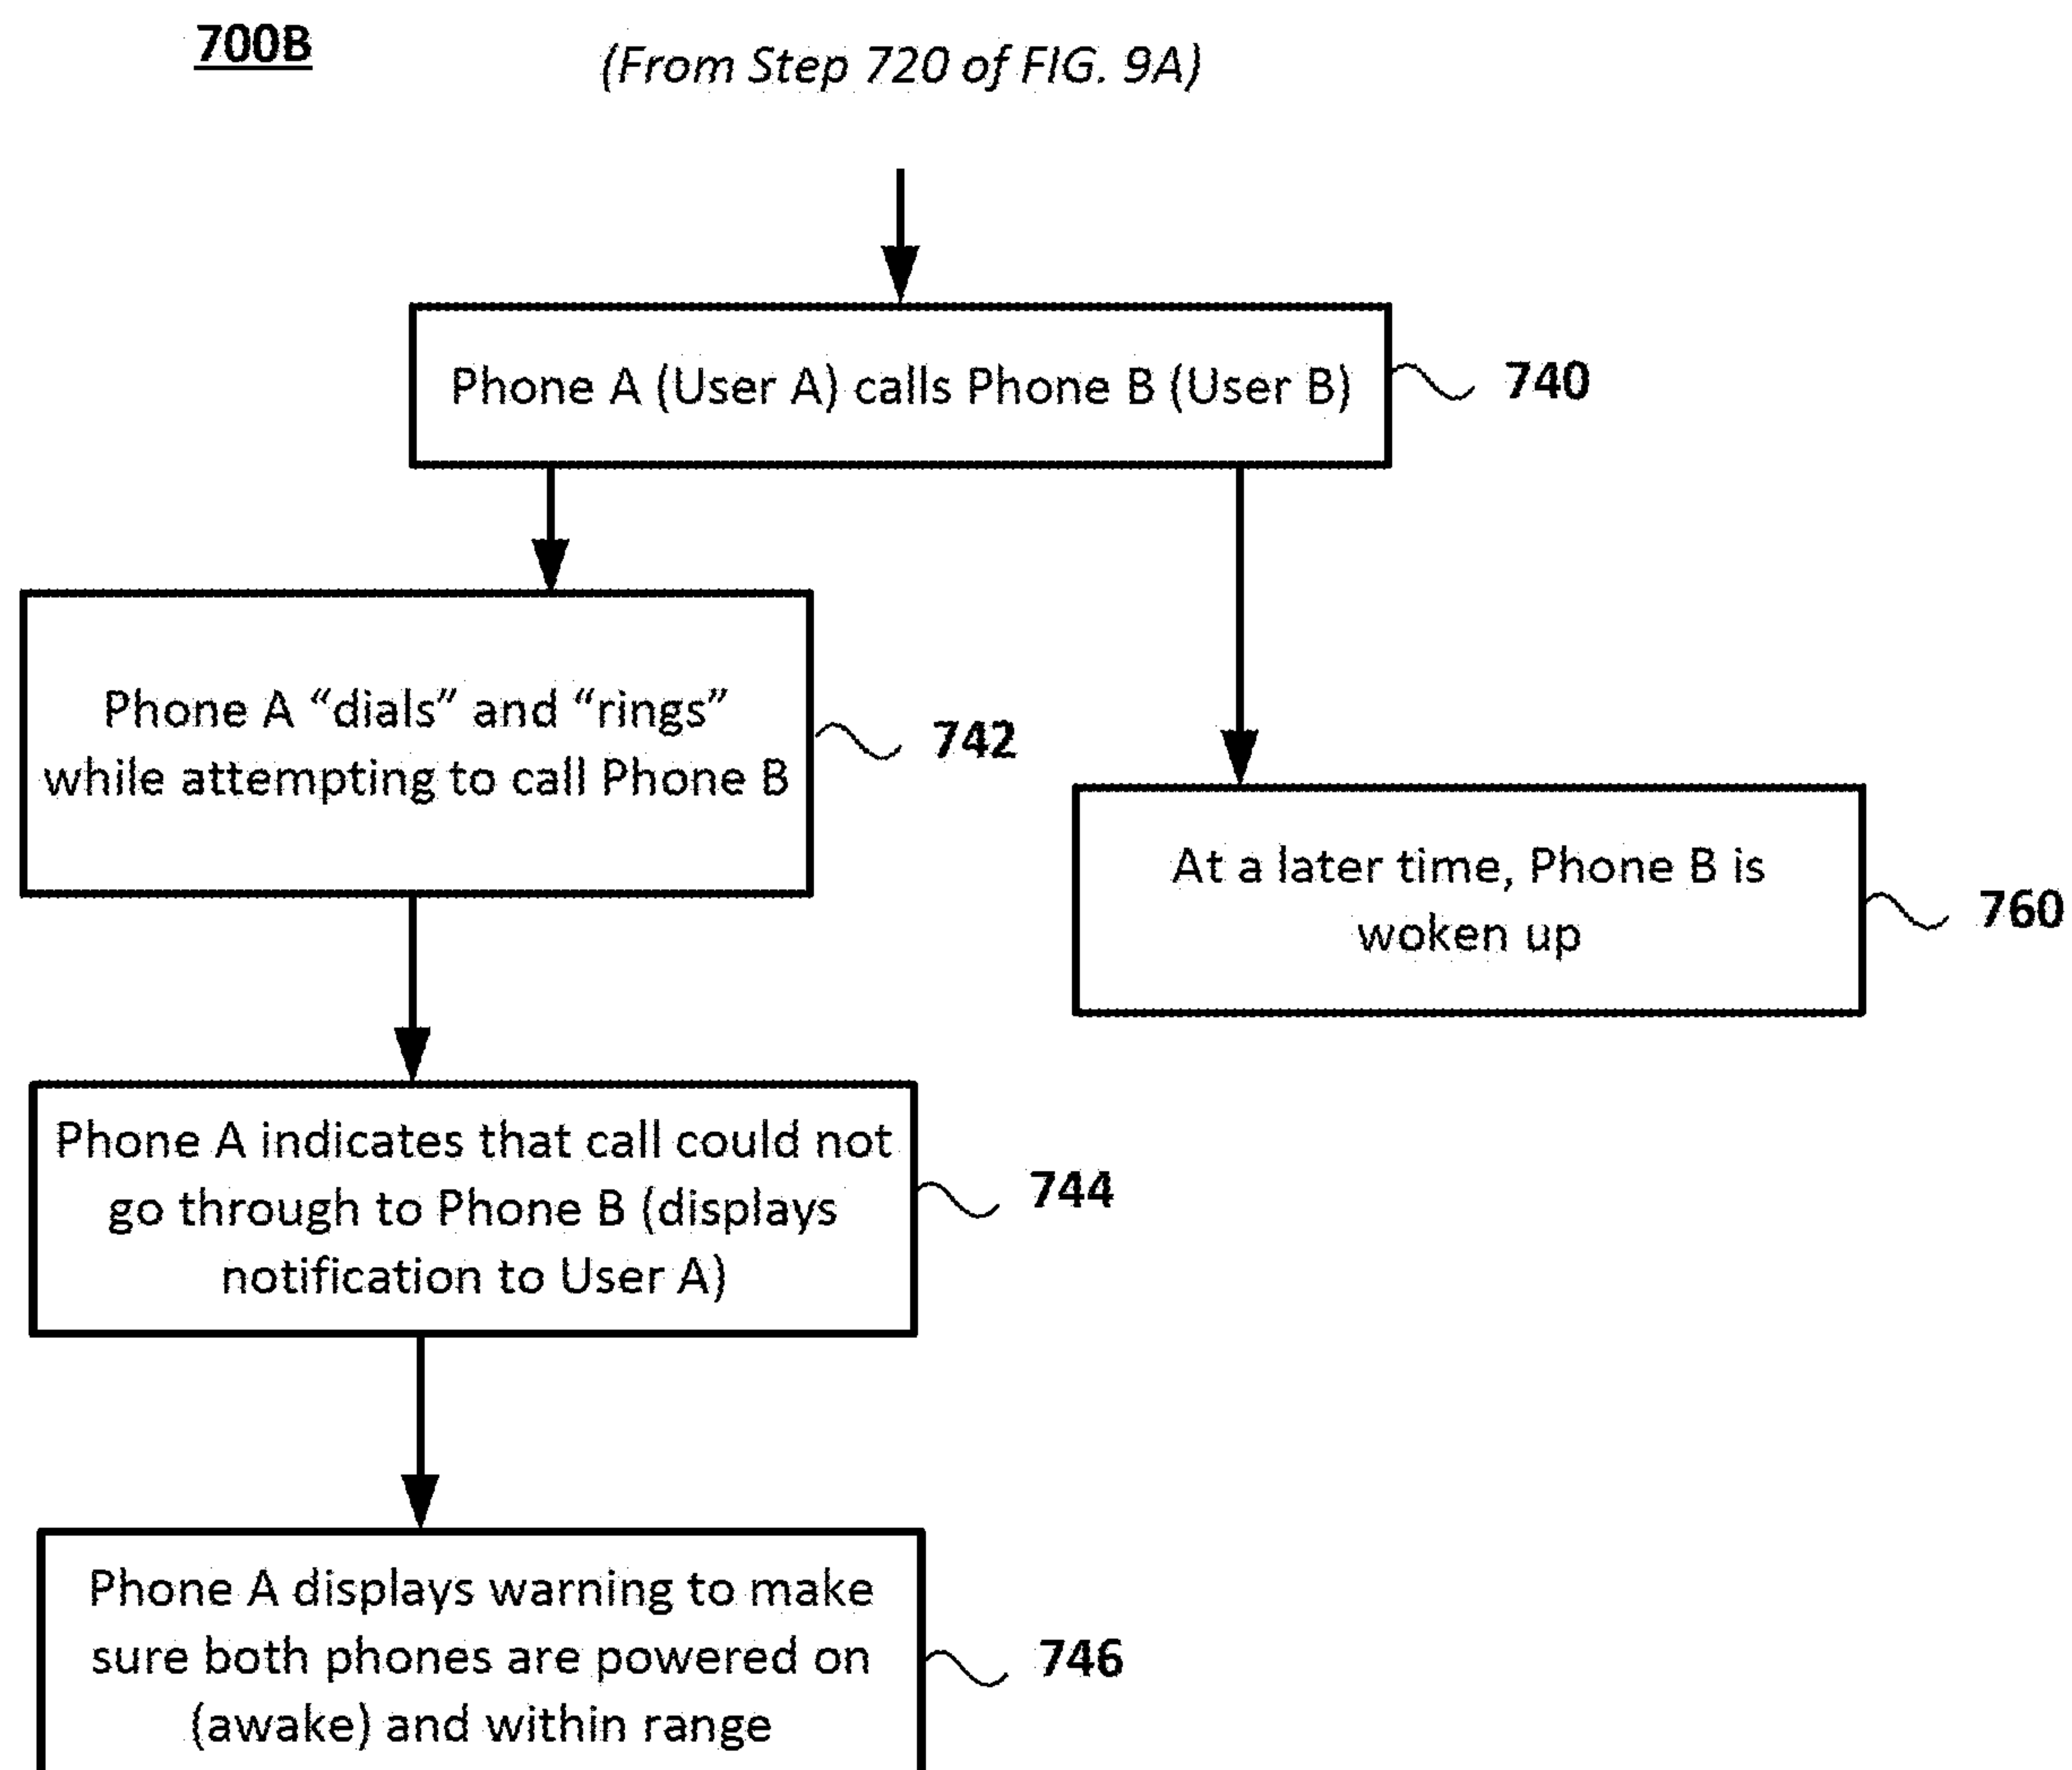 700B
(From Step 720 of FIG. 9A)
Phone A (User A) calls Phone B (User B)
740
Phone A “dials” and “rings”
while attempting to call Phone B
742
At a later time, Phone B is
woken up
760
Phone A indicates that call could not
go through to Phone B (displays
notification to User A)
744
Phone A displays warning to make
sure both phones are powered on
(awake) and within range
746